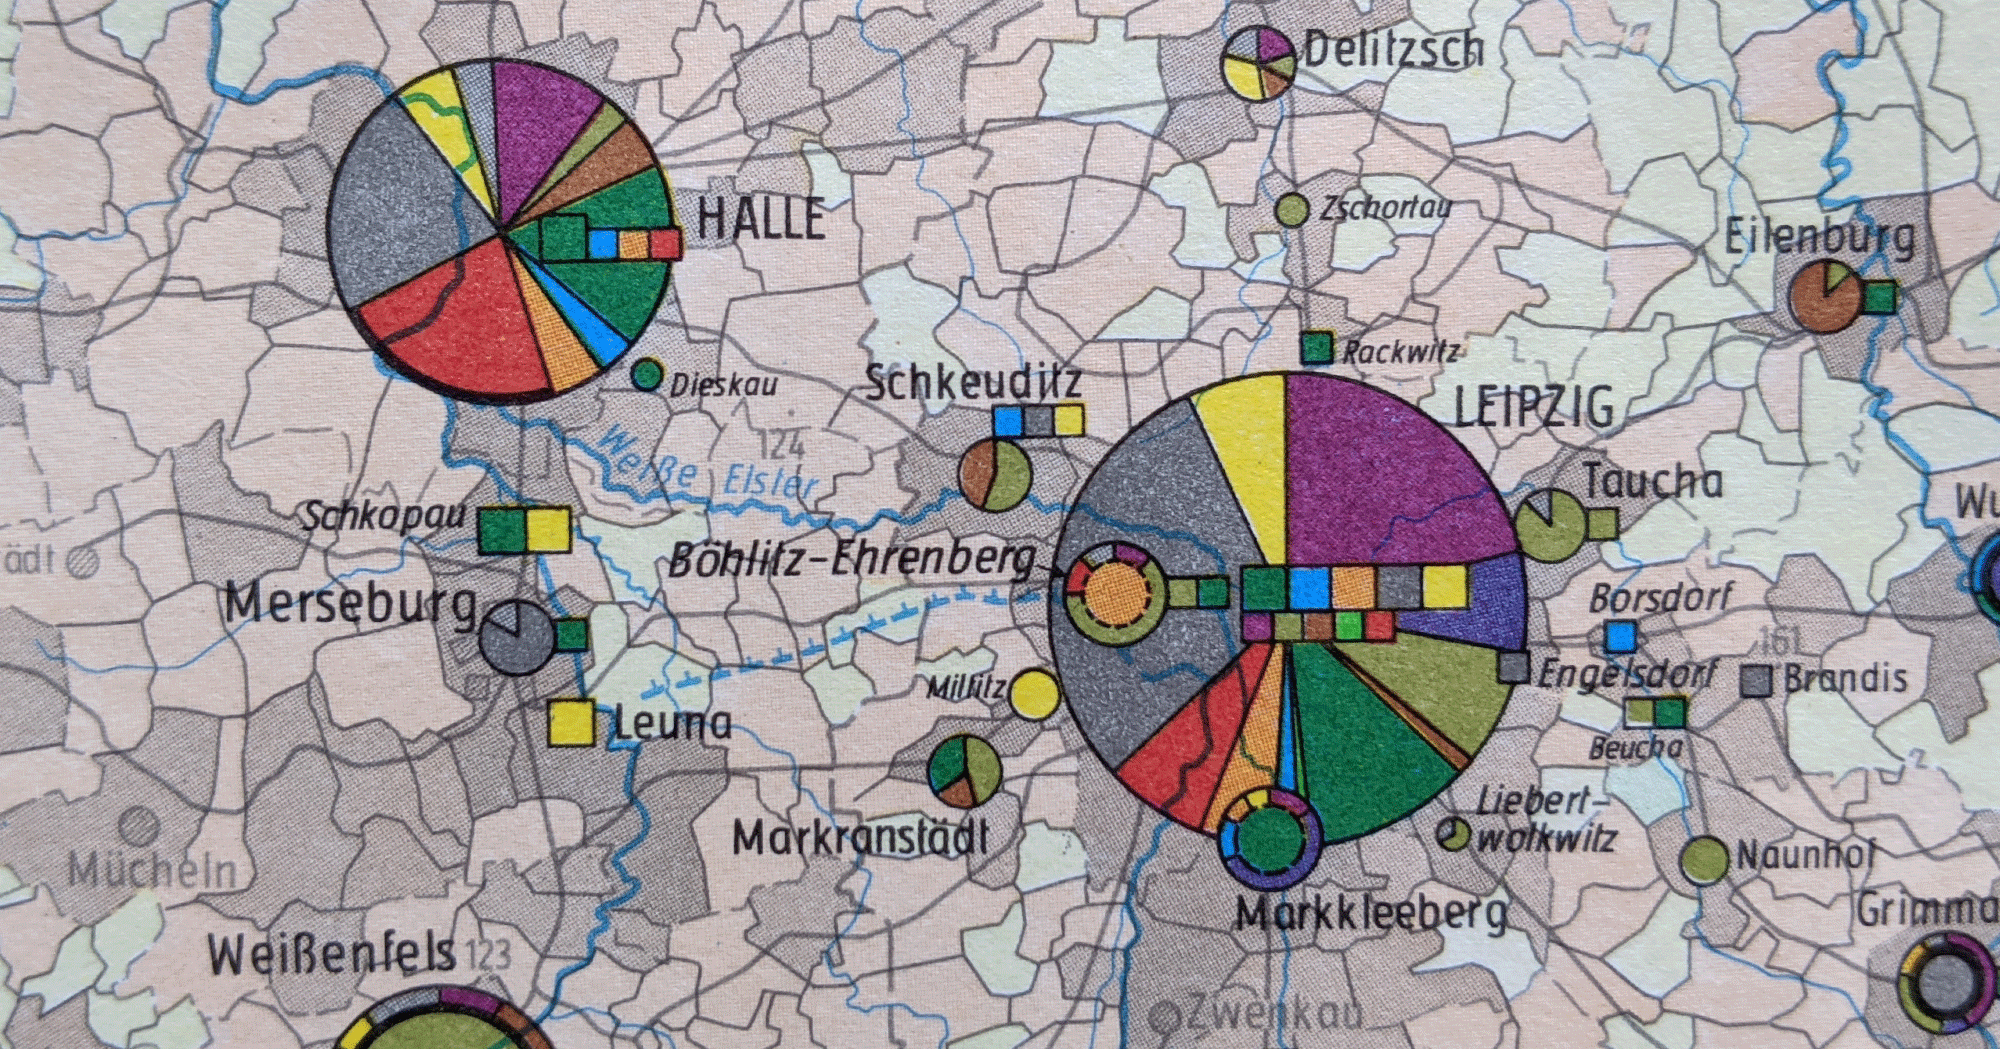 Delitzsch
HALLE
Zschortau
Eilenburg
Rackwitz
Dieskau
Schkeuditz
LEIPZIG
124
Weiße Elster
Taucha
Schkopau
Wu
Böhlitz-Ehrenberg
ädt
Merseburg
Borsdorf
161
Engelsdorf
Brandis
Miltitz
Leuna
Beucha
Markranstädt
Liebert-
wolkwitz
Mücheln
Naunhof
Markkleeberg
Grimma
Weißenfels
123
Zwenkau